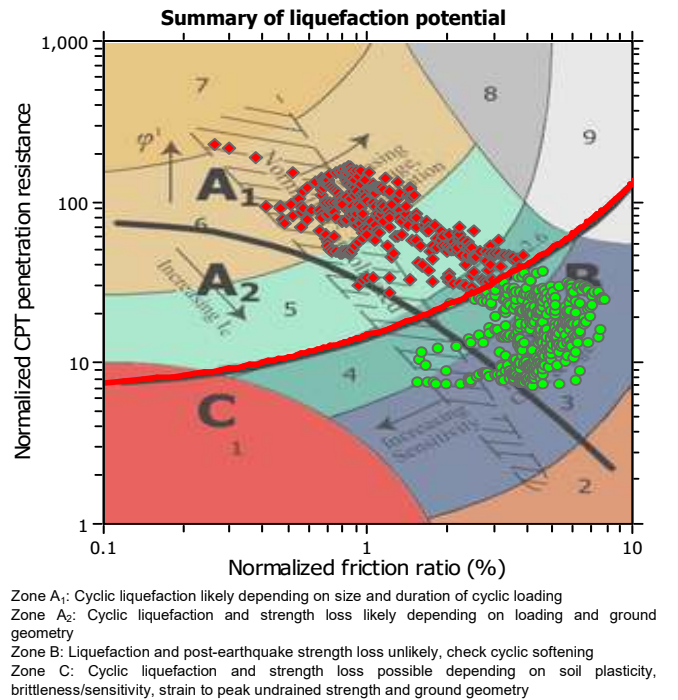 Summary of liquefaction potential
1,000
100
10
1
Normalized CPT penetration resistance
7
8
9
φ'
A1
6
A2
Increasing Ic
5
B
4
C
1
Increasing
Sensitivity
3
2
0.1
1
10
Normalized friction ratio (%)
Zone A1: Cyclic liquefaction likely depending on size and duration of cyclic loading
Zone A2: Cyclic liquefaction and strength loss likely depending on loading and ground
geometry
Zone B: Liquefaction and post-earthquake strength loss unlikely, check cyclic softening
Zone C: Cyclic liquefaction and strength loss possible depending on soil plasticity,
brittleness/sensitivity, strain to peak undrained strength and ground geometry